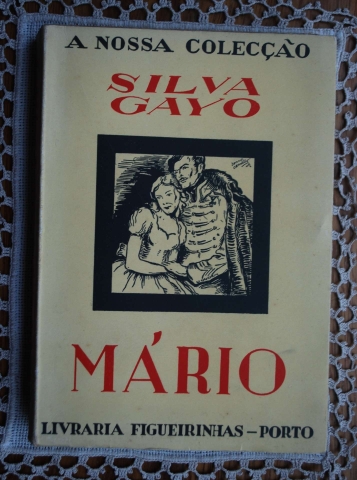 A NOSSA COLECÇÃO
SILVA
GAYO
MÁRIO
LIVRARIA FIGUEIRINHAS – PORTO